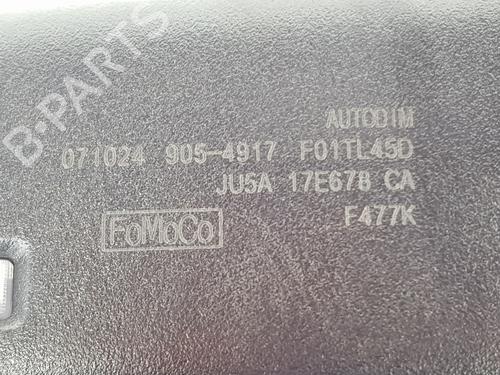 B-PARTS
AUTODIM
071024 905-4917 F01TL45D
JU5A 17E678 CA
F477K
FoMoCo